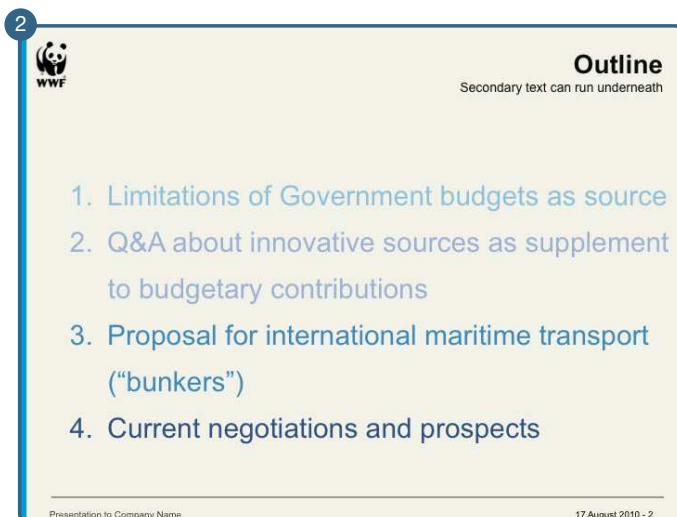 2
WWF
Outline
Secondary text can run underneath
1. Limitations of Government budgets as source
2. Q&A about innovative sources as supplement
to budgetary contributions
3. Proposal for international maritime transport
(“bunkers”)
4. Current negotiations and prospects
Presentation to Company Name
17 August 2010 - 2